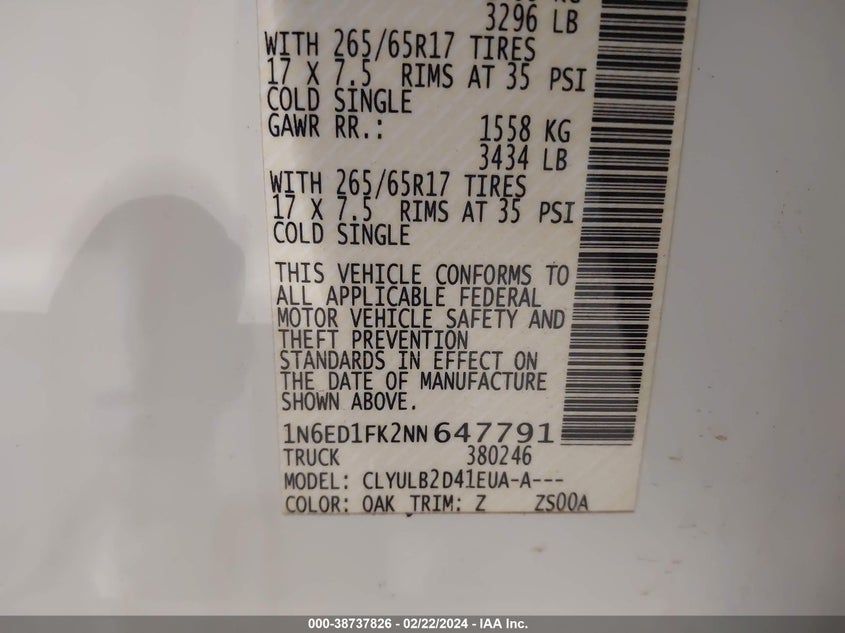 3296 LB
WITH 265/65R17 TIRES
17 X 7.5 RIMS AT 35 PSI
COLD SINGLE
GAWR RR.: 1558 KG
3434 LB
WITH 265/65R17 TIRES
17 X 7.5 RIMS AT 35 PSI
COLD SINGLE
THIS VEHICLE CONFORMS TO
ALL APPLICABLE FEDERAL
MOTOR VEHICLE SAFETY AND
THEFT PREVENTION
STANDARDS IN EFFECT ON
THE DATE OF MANUFACTURE
SHOWN ABOVE.
1N6ED1FK2NN647791
TRUCK 380246
MODEL: CLYULB2D41EUA-A---
COLOR: QAK TRIM: Z ZS00A
000-38737826 - 02/22/2024 - IAA Inc.